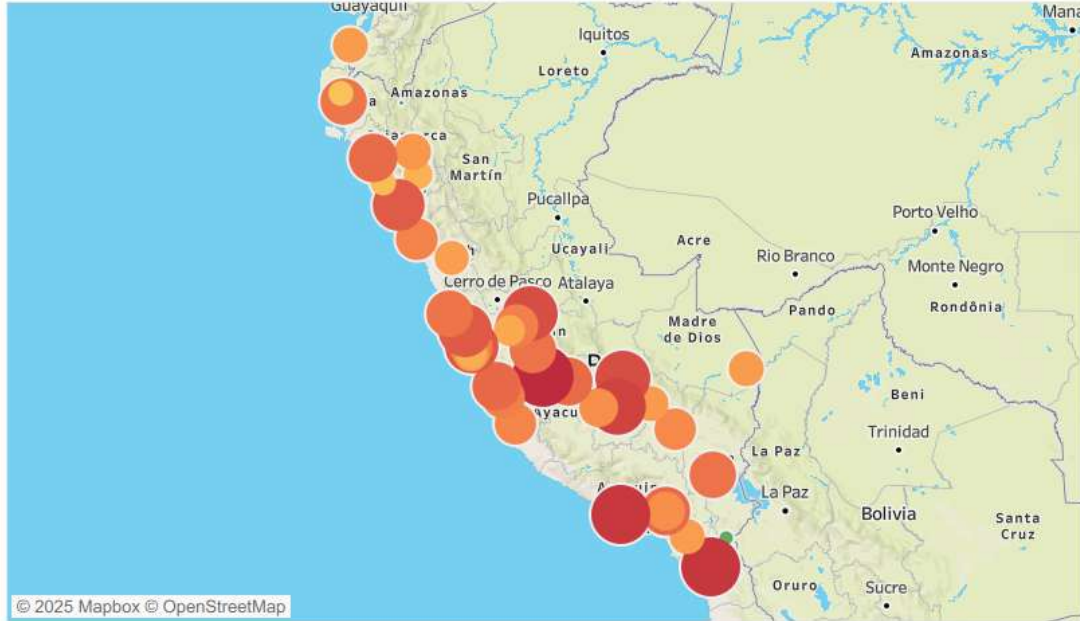 Guayaquil
Iquitos
Mana
Loreto
Amazonas
Amazonas
a
San
Martín
Pucallpa
Porto Velho
Acre
Ucayali
Rio Branco
Monte Negro
Cerro de Pasco
Atalaya
Rondônia
Pando
Madre
de Dios
D
Beni
Trinidad
La Paz
La Paz
Bolivia
Santa
Cruz
Oruro
Sucre
© 2025 Mapbox © OpenStreetMap